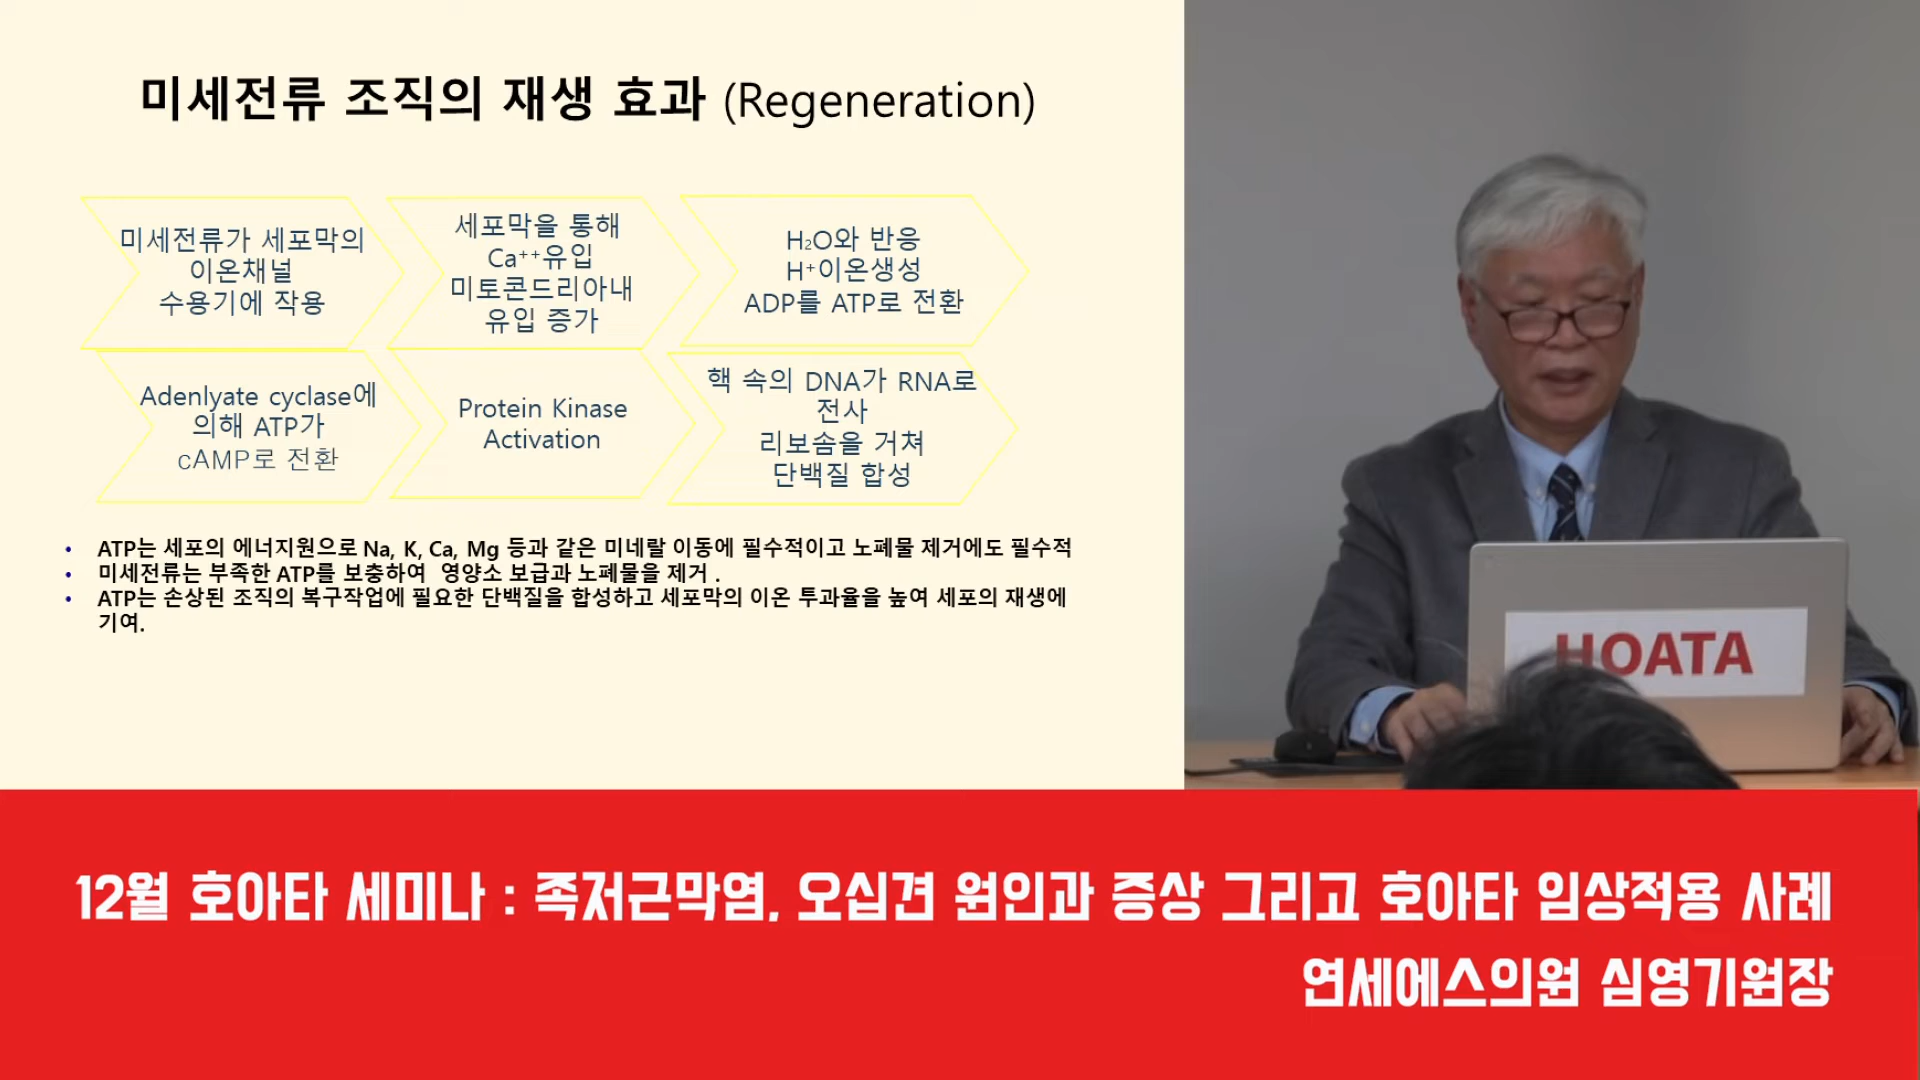 미세전류 조직의 재생 효과 (Regeneration)
미세전류가 세포막의
이온채널
수용기에 작용
세포막을 통해
Ca⁺⁺유입
미토콘드리아내
유입 증가
H₂O와 반응
H⁺이온생성
ADP를 ATP로 전환
Adenlyate cyclase에
의해 ATP가
cAMP로 전환
Protein Kinase
Activation
핵 속의 DNA가 RNA로
전사
리보솜을 거쳐
단백질 합성
• ATP는 세포의 에너지원으로 Na, K, Ca, Mg 등과 같은 미네랄 이동에 필수적이고 노폐물 제거에도 필수적
• 미세전류는 부족한 ATP를 보충하여 영양소 보급과 노폐물을 제거 .
• ATP는 손상된 조직의 복구작업에 필요한 단백질을 합성하고 세포막의 이온 투과율을 높여 세포의 재생에
기여.
HOATA
12월 호아타 세미나 : 족저근막염, 오십견 원인과 증상 그리고 호아타 임상적용 사례
연세에스의원 심영기원장